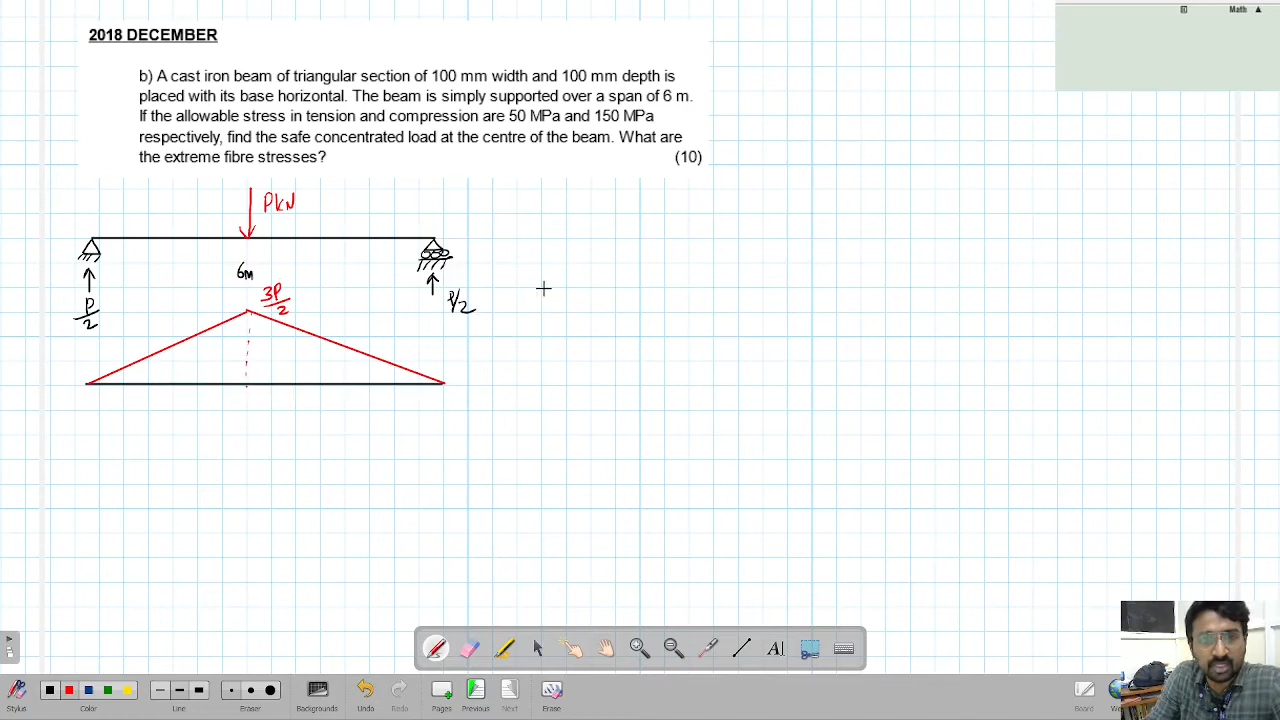 2018 DECEMBER
b) A cast iron beam of triangular section of 100 mm width and 100 mm depth is
placed with its base horizontal. The beam is simply supported over a span of 6 m.
If the allowable stress in tension and compression are 50 MPa and 150 MPa
respectively, find the safe concentrated load at the centre of the beam. What are
the extreme fibre stresses? (10)
PKN
6m
3P/2
P/2
P/2
Math
Stylus
Color
Line
Eraser
Backgrounds
Undo
Redo
Pages
Previous
Next
Erase
Board